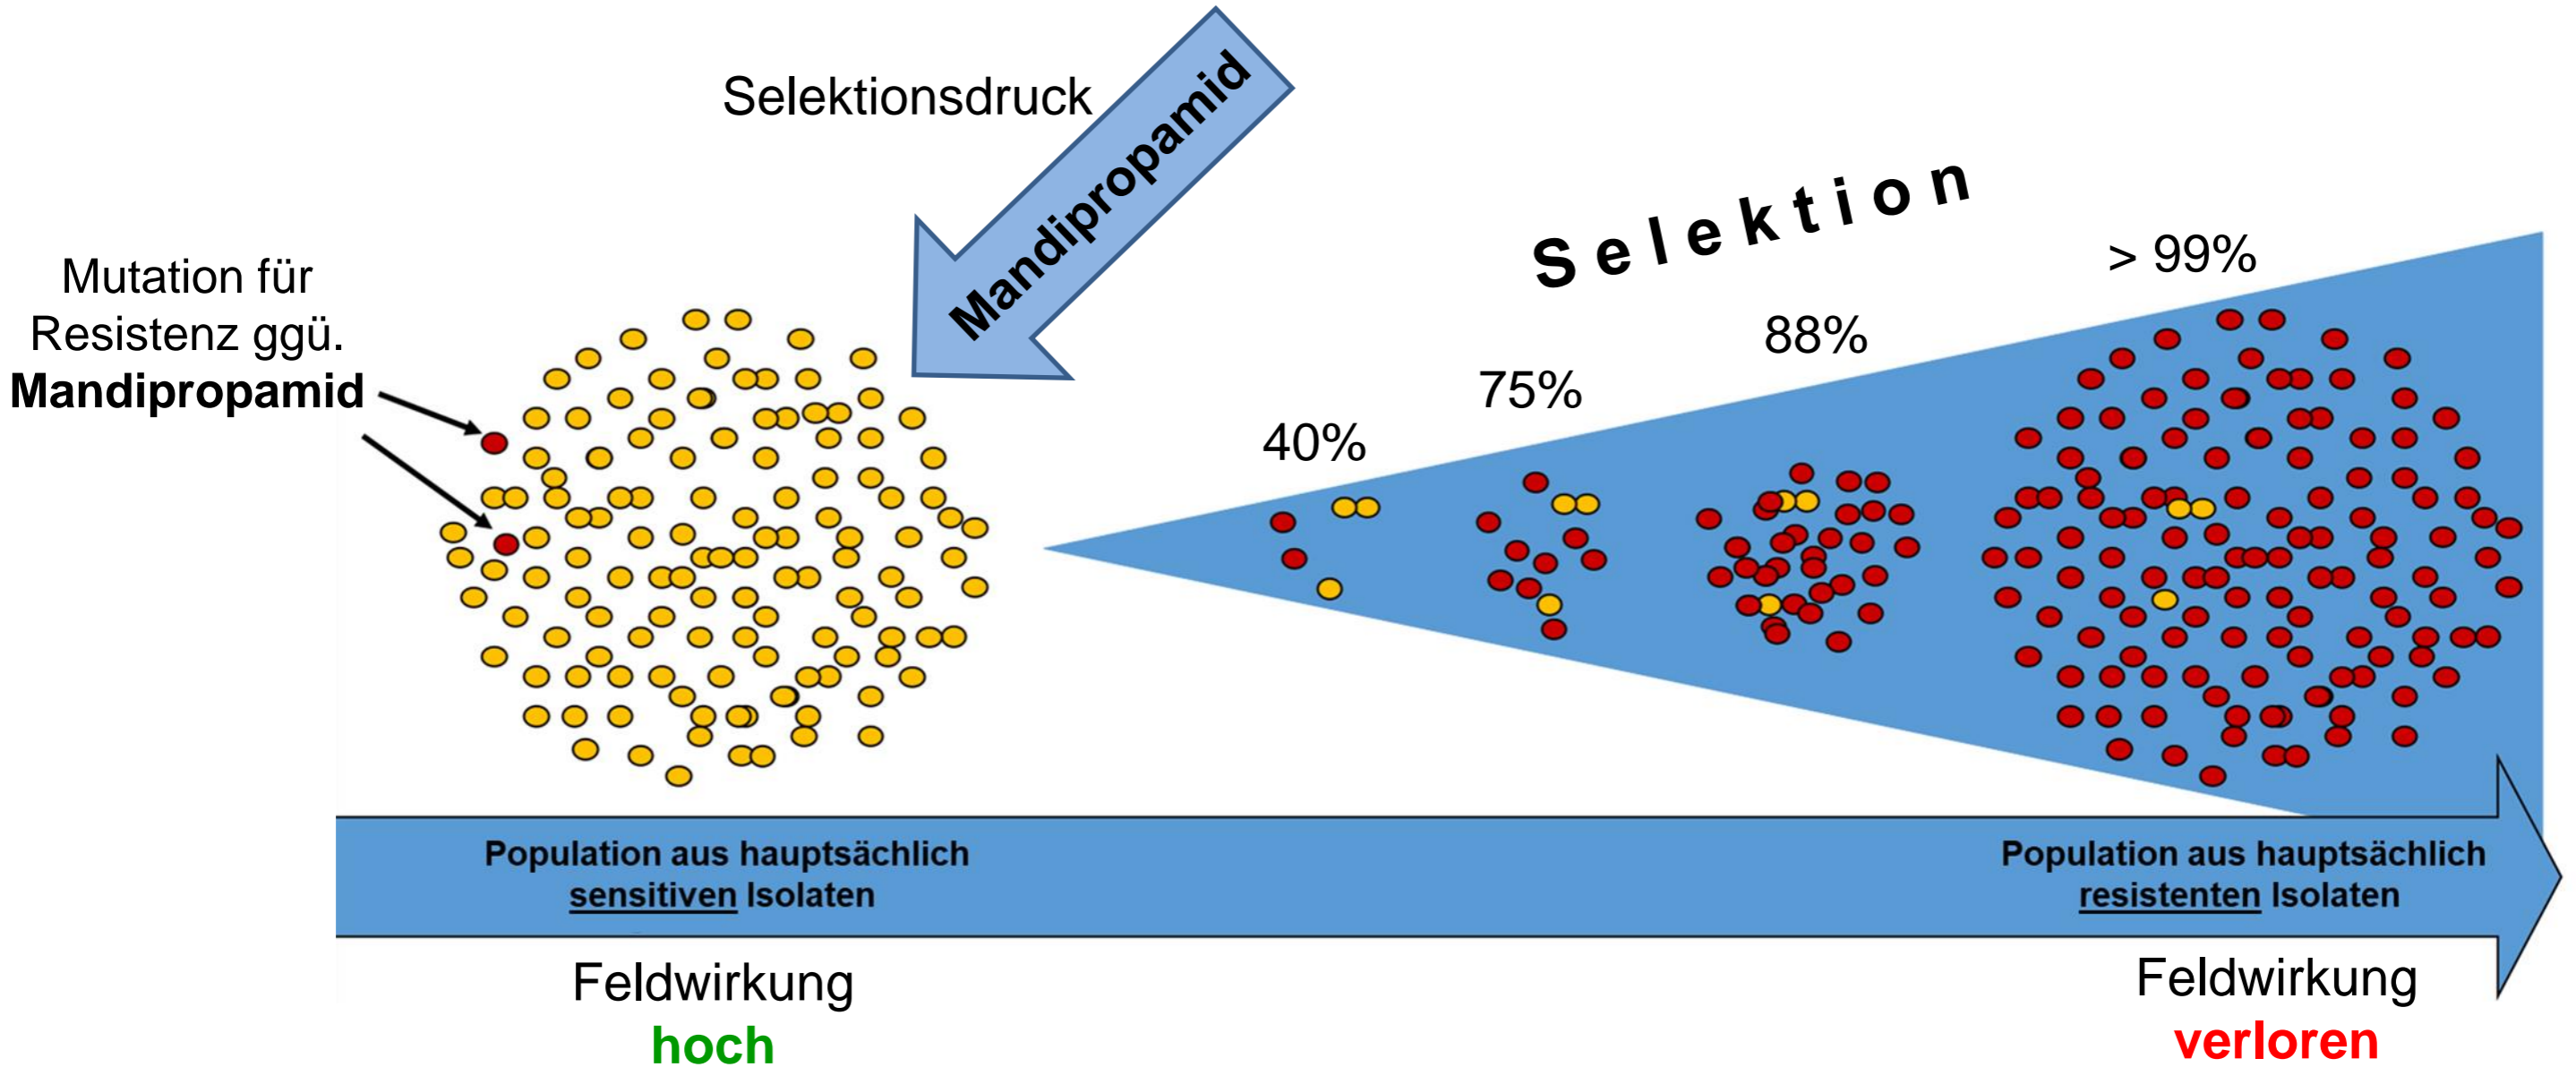 Selektionsdruck
Mandipropamid
Selektion
Mutation für
Resistenz ggü.
Mandipropamid
40%
75%
88%
> 99%
Population aus hauptsächlich
sensitiven Isolaten
Population aus hauptsächlich
resistenten Isolaten
Feldwirkung
hoch
Feldwirkung
verloren